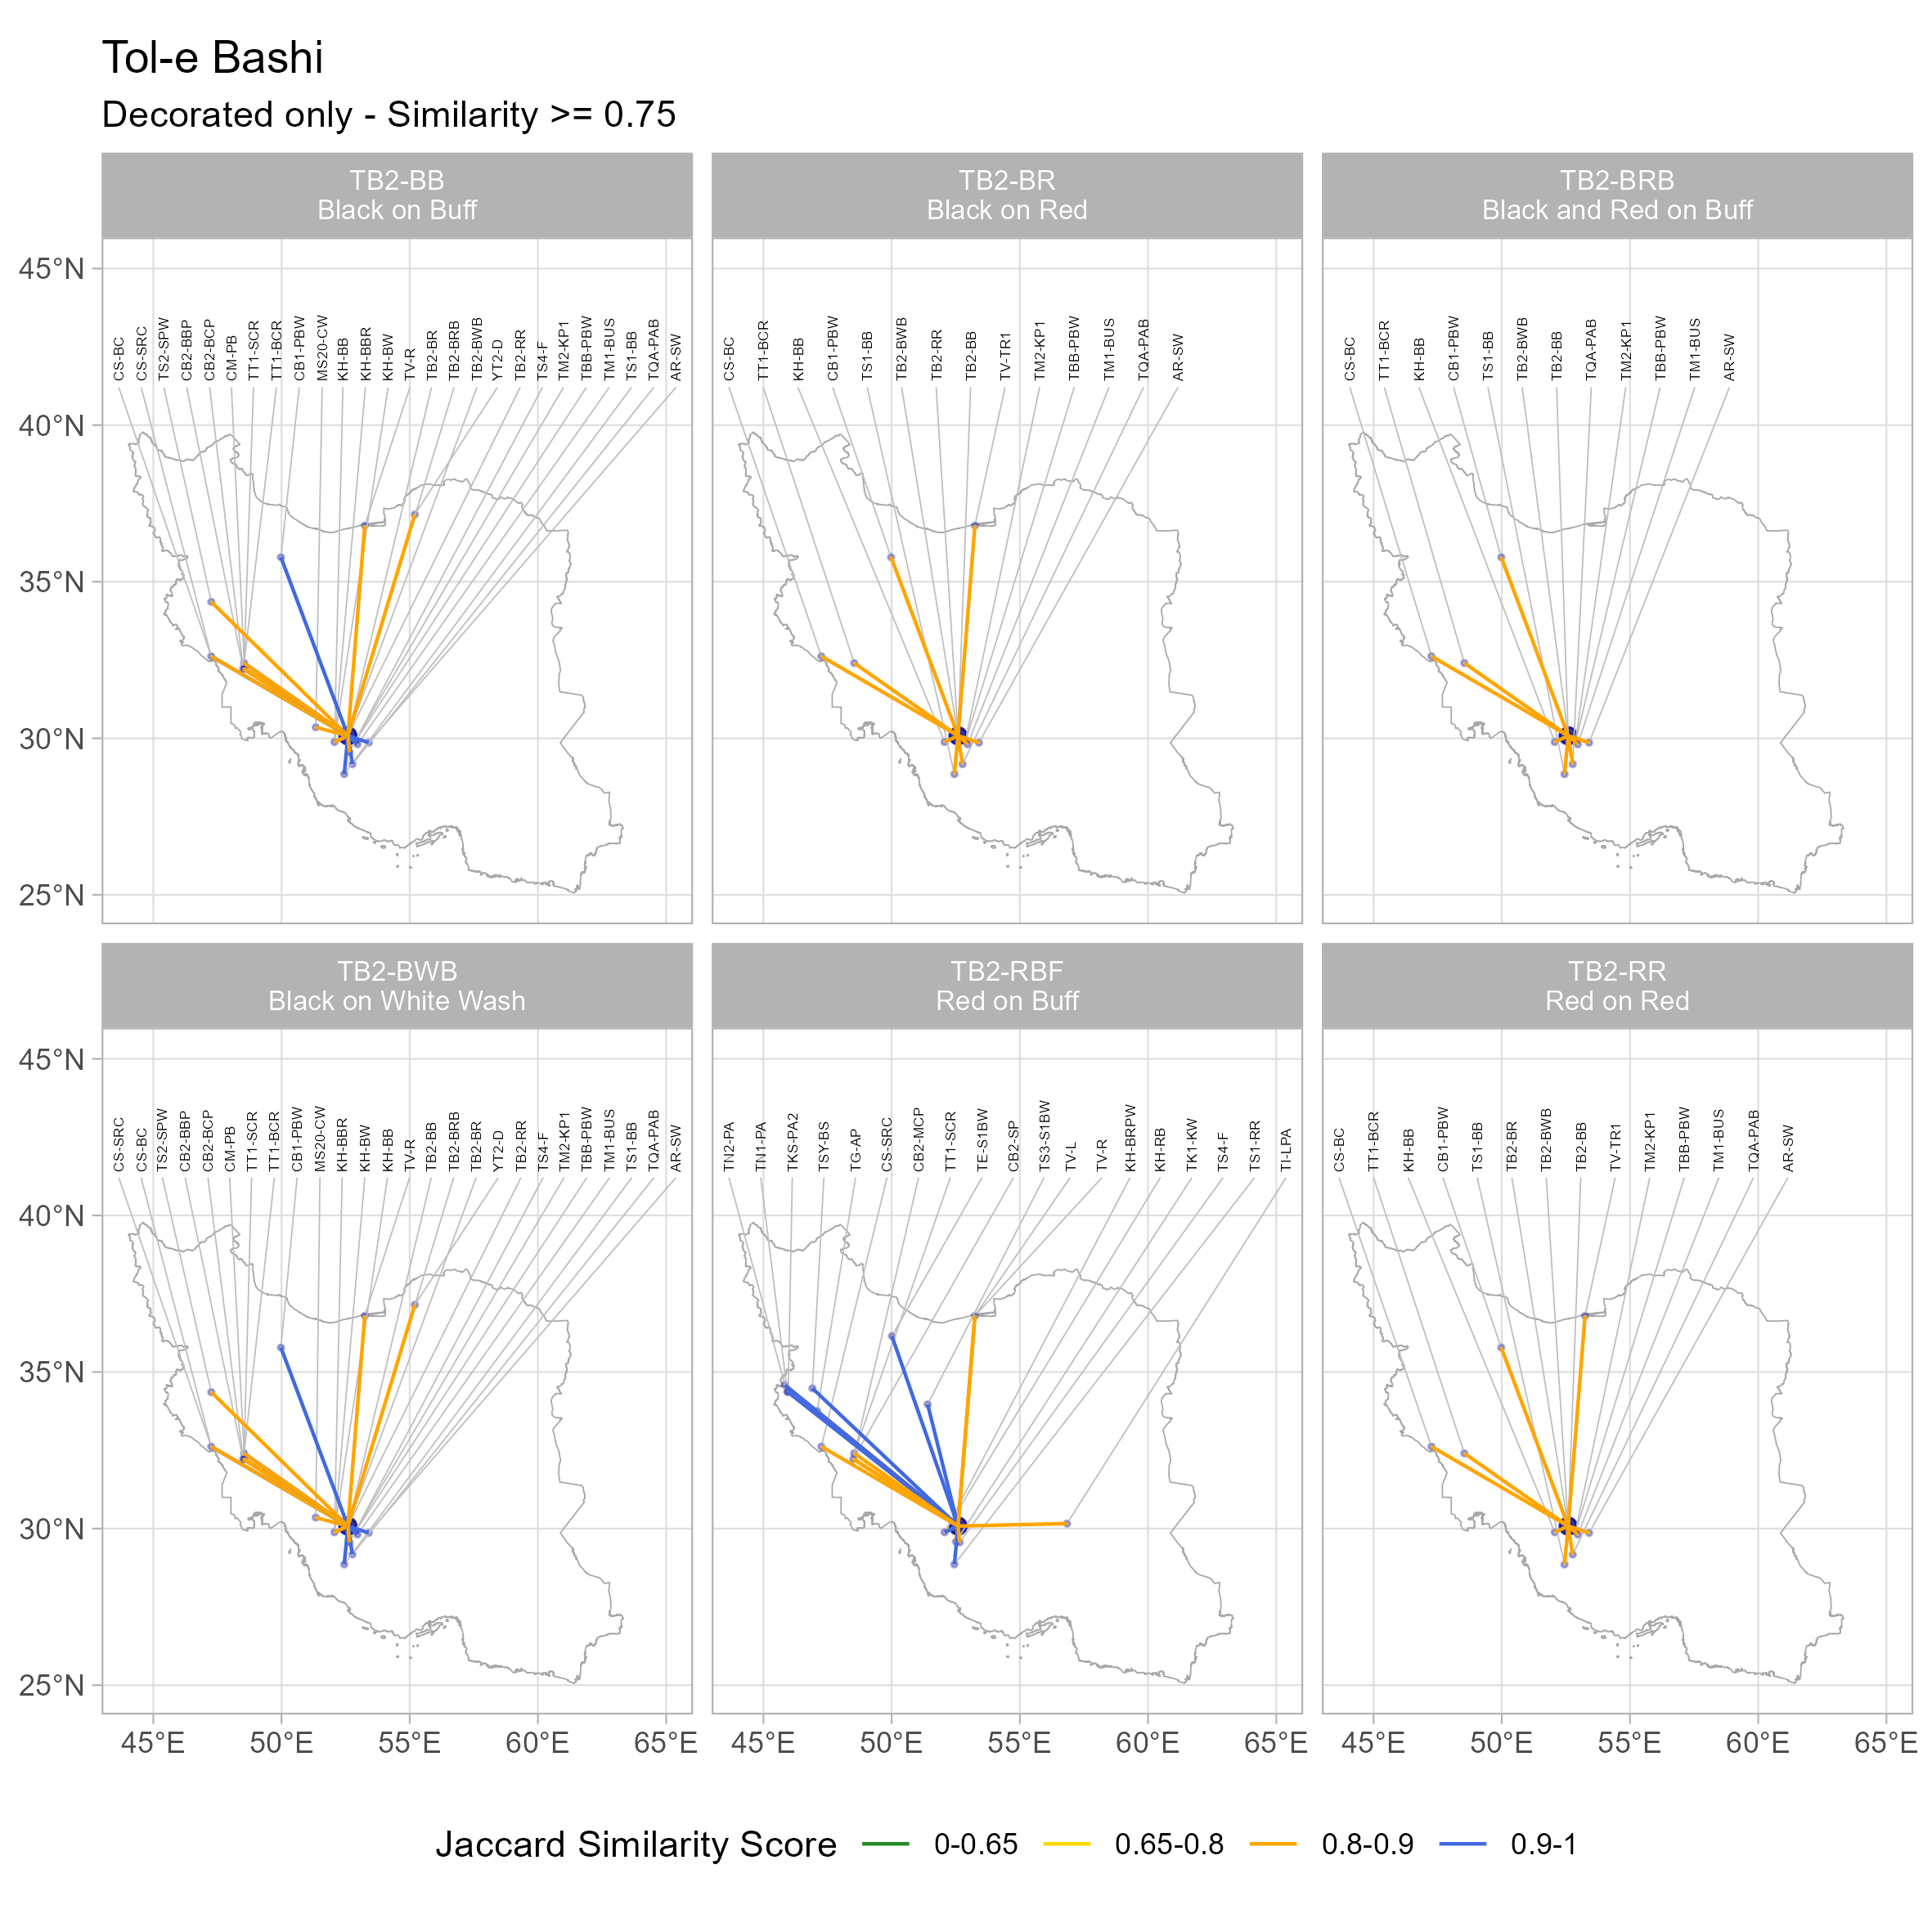 Tol-e Bashi
Decorated only - Similarity >= 0.75
TB2-BB
Black on Buff
TB2-BR
Black on Red
TB2-BRB
Black and Red on Buff
45°N
40°N
35°N
30°N
25°N
CS-BC
CS-SRC
TS2-SPW
CB2-BBP
CB2-BCP
CM-PB
TT1-SCR
TT1-BCR
CB1-PBW
MS20-CW
KH-BB
KH-BBR
KH-BW
TV-R
TB2-BR
TB2-BRB
TB2-BWB
YT2-D
TB2-RR
TS4-F
TM2-KP1
TBB-PBW
TM1-BUS
TS1-BB
TQA-PAB
AR-SW
CS-BC
TT1-BCR
KH-BB
CB1-PBW
TS1-BB
TB2-BWB
TB2-RR
TB2-BB
TV-TR1
TM2-KP1
TBB-PBW
TM1-BUS
TQA-PAB
AR-SW
CS-BC
TT1-BCR
KH-BB
CB1-PBW
TS1-BB
TB2-BWB
TB2-BB
TQA-PAB
TM2-KP1
TBB-PBW
TM1-BUS
AR-SW
TB2-BWB
Black on White Wash
TB2-RBF
Red on Buff
TB2-RR
Red on Red
45°N
40°N
35°N
30°N
25°N
CS-SRC
CS-BC
TS2-SPW
CB2-BBP
CB2-BCP
CM-PB
TT1-SCR
TT1-BCR
CB1-PBW
MS20-CW
KH-BBR
KH-BW
KH-BB
TV-R
TB2-BB
TB2-BRB
TB2-BR
YT2-D
TB2-RR
TS4-F
TM2-KP1
TBB-PBW
TM1-BUS
TS1-BB
TQA-PAB
AR-SW
TN2-PA
TN1-PA
TKS-PA2
TSY-BS
TG-AP
CS-SRC
CB2-MCP
TT1-SCR
TE-S1BW
CB2-SP
TS3-S1BW
TV-L
TV-R
KH-BRPW
KH-RB
TK1-KW
TS4-F
TS1-RR
TI-LPA
CS-BC
TT1-BCR
KH-BB
CB1-PBW
TS1-BB
TB2-BR
TB2-BWB
TB2-BB
TV-TR1
TM2-KP1
TBB-PBW
TM1-BUS
TQA-PAB
AR-SW
45°E 50°E 55°E 60°E 65°E
45°E 50°E 55°E 60°E 65°E
45°E 50°E 55°E 60°E 65°E
Jaccard Similarity Score 0-0.65 0.65-0.8 0.8-0.9 0.9-1